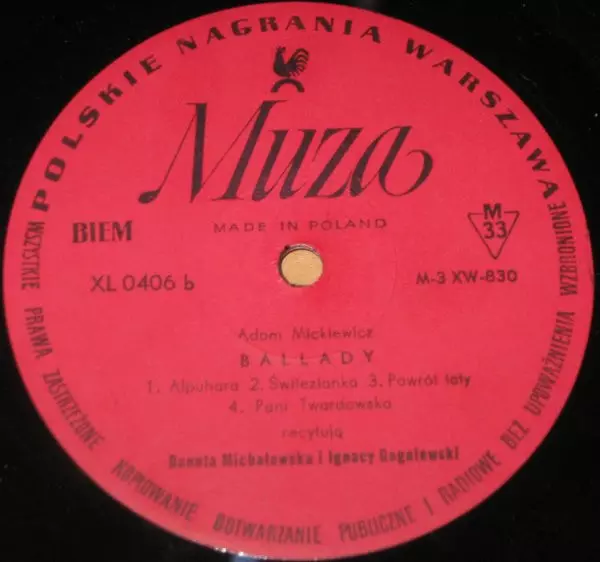 POLSKIE NAGRANIA WARSZAWA
Muza
MADE IN POLAND
BIEM
M
33
XL 0406 b
M-3 XW-830
Adam Mickiewicz
BALLADY
1. Alpuhara 2. Świtezianka 3. Powrót taty
4. Pani Twardowska
recytują
Danuta Michałowska i Ignacy Gogolewski
WSZYSTKIE PRAWA ZASTRZEŻONE KOPIOWANIE ODTWARZANIE PUBLICZNE I RADIOWE BEZ UPOWAŻNIENIA WZBRONIONE